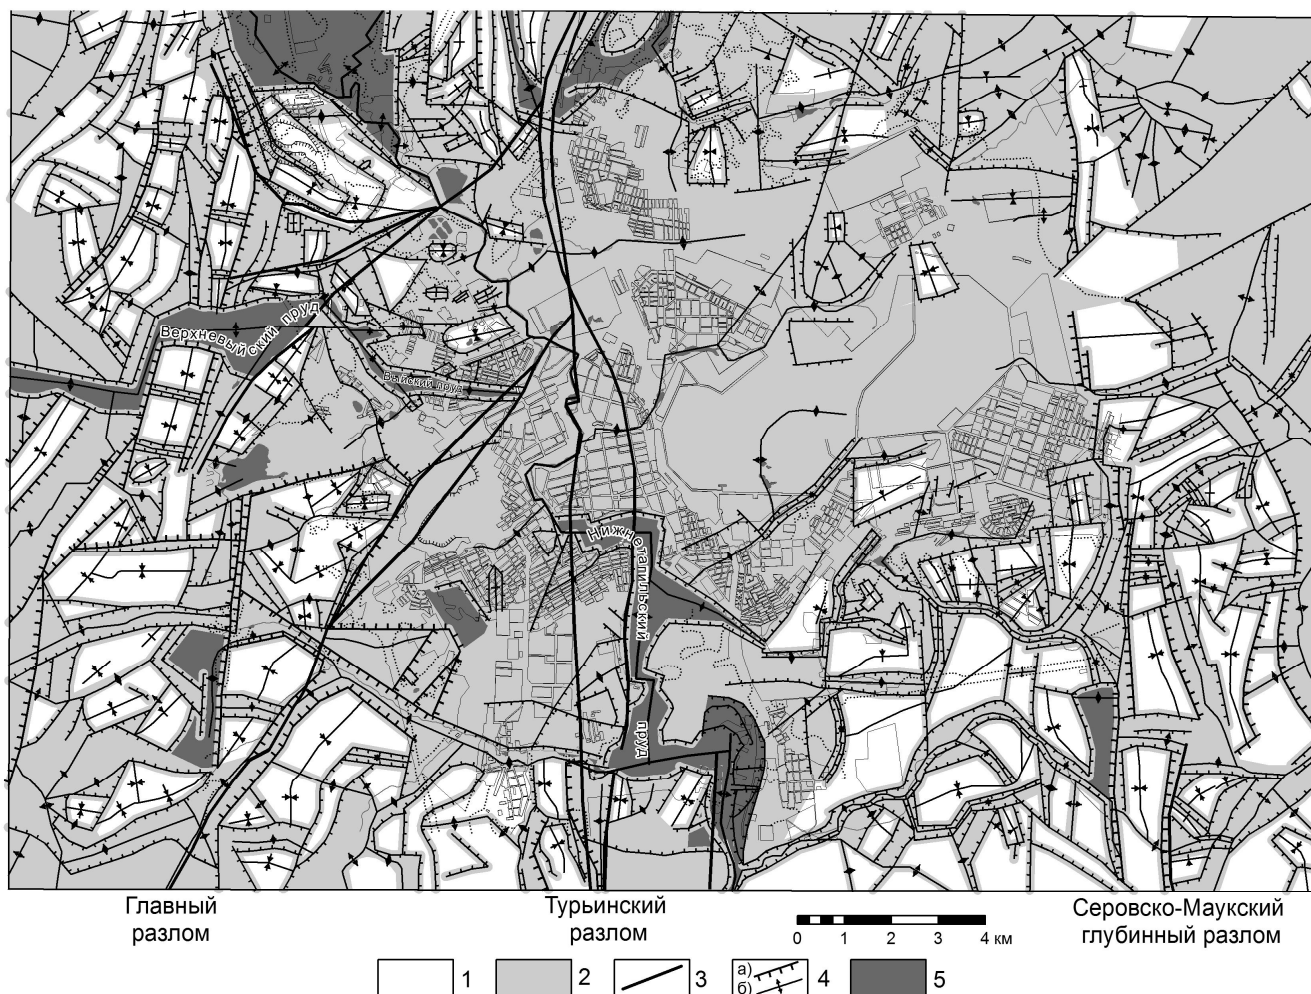 Верхневыйский пруд
Выйский пруд
Нижнетагильский
пруд
Главный
разлом
Турьинский
разлом
Серовско-Маукский
глубинный разлом
0 1 2 3 4 км
1 2 3 а) б) 4 5